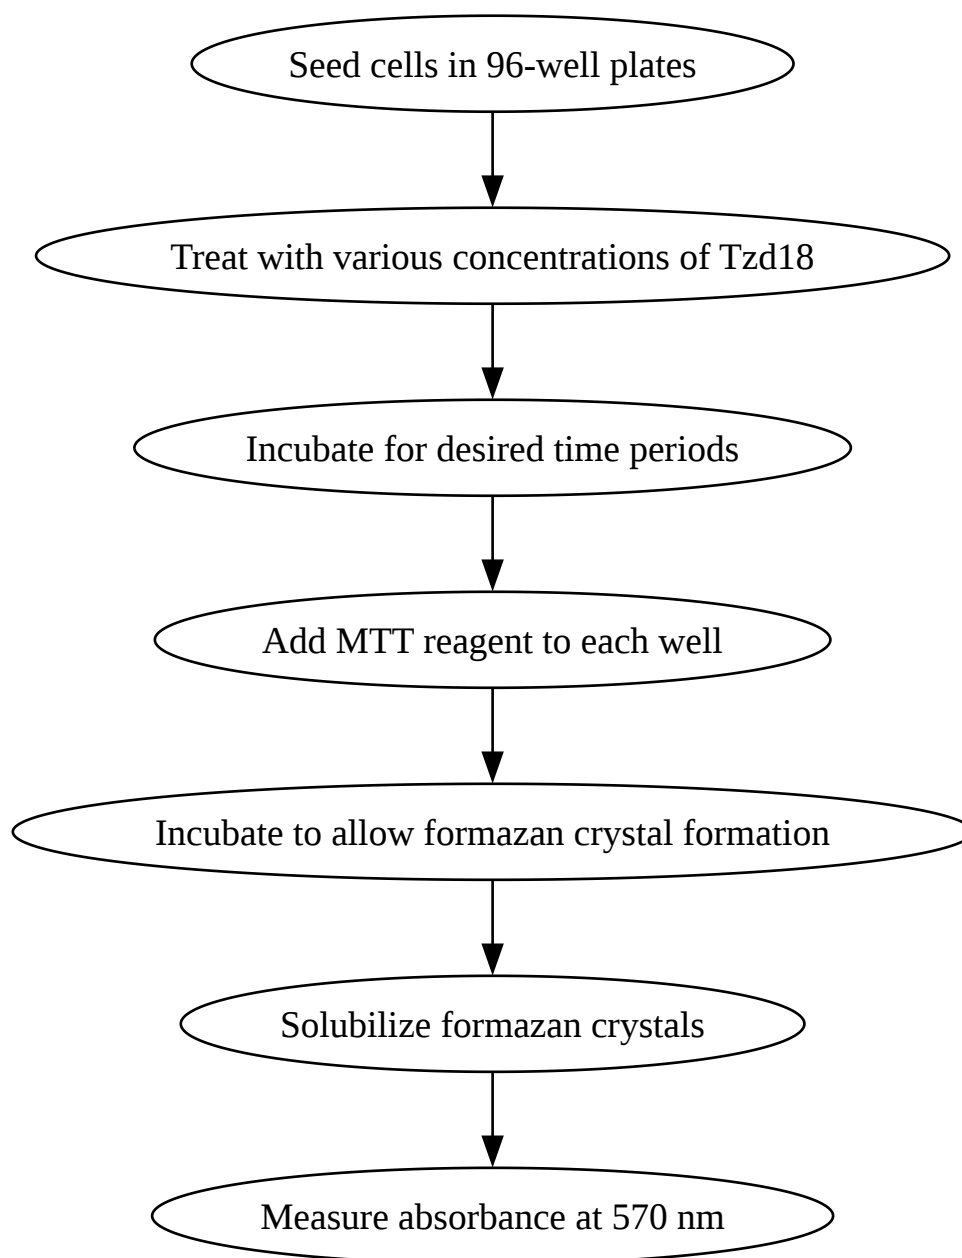 Seed cells in 96-well plates
Treat with various concentrations of Tzd18
Incubate for desired time periods
Add MTT reagent to each well
Incubate to allow formazan crystal formation
Solubilize formazan crystals
Measure absorbance at 570 nm